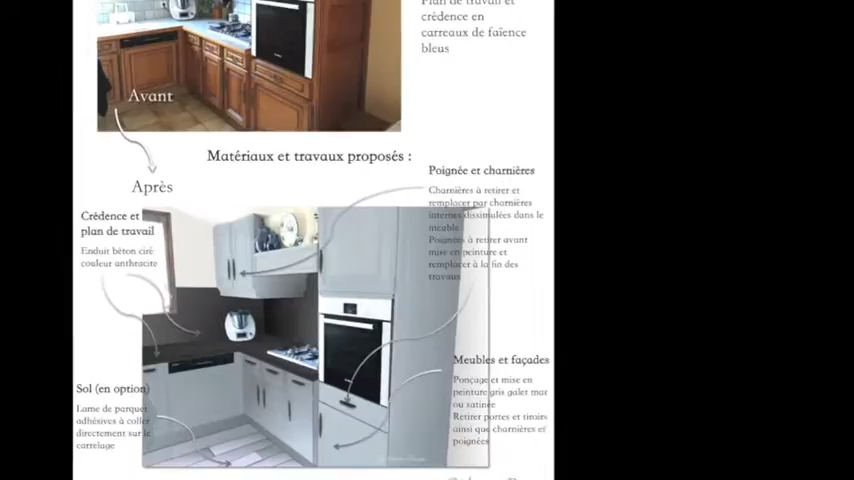 Plan de travail et
crédence en
carreaux de faïence
bleus
Avant
Matériaux et travaux proposés :
Après
Poignée et charnières
Charnières à retirer et
remplacer par charnières
internes dissimulées dans le
meuble
Poignées à retirer avant
mise en peinture et
remplacer à la fin des
travaux
Crédence et
plan de travail
Enduit béton ciré
couleur anthracite
Meubles et façades
Ponçage et mise en
peinture gris galet mat
ou satinée
Retirer portes et tiroirs
ainsi que charnières et
poignées
Sol (en option)
Lame de parquet
adhésives à coller
directement sur le
carrelage